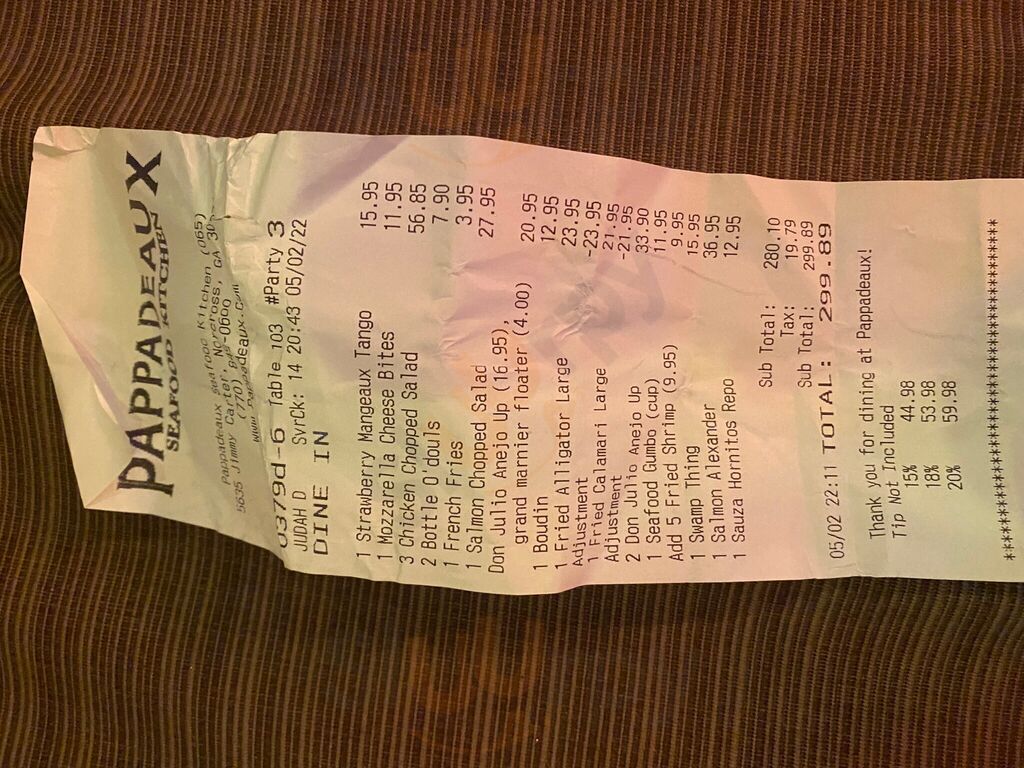 PAPPADEAUX
SEAFOOD KITCHEN
Pappadeaux Seafood Kitchen (065)
5635 Jimmy Carter, Norcross, GA
(770)
0379d-6 Table 103 #Party 3
JUDAH D SvrCk: 14 20:43 05/02/22
DINE IN
1 Strawberry Mangeaux Tango 15.95
1 Mozzarella Cheese Bites 11.95
3 Chicken Chopped Salad 56.85
2 Bottle O'douls 7.90
1 French Fries 3.95
1 Salmon Chopped Salad 27.95
Don Julio Anejo Up (16.95),
grand marnier floater (4.00) 20.95
1 Boudin 12.95
1 Fried Alligator Large 23.95
Adjustment -23.95
1 Fried Calamari Large 21.95
Adjustment -21.95
2 Don Julio Anejo Up 33.90
1 Seafood Gumbo (cup) 11.95
Add 5 Fried Shrimp (9.95) 9.95
1 Swamp Thing 15.95
1 Salmon Alexander 36.95
1 Sauza Hornitos Repo 12.95
Sub Total: 280.10
Tax: 19.79
Sub Total: 299.89
05/02 22:11 TOTAL: 299.89
Thank you for dining at Pappadeaux!
Tip Not Included
15% 44.98
18% 53.98
20% 59.98